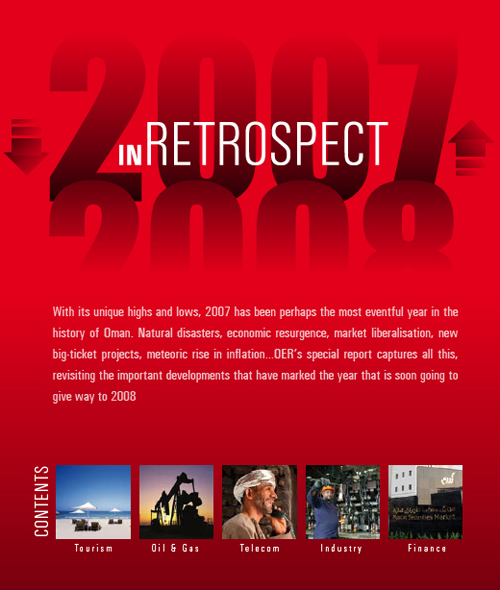 2007
IN RETROSPECT
2008
With its unique highs and lows, 2007 has been perhaps the most eventful year in the
history of Oman. Natural disasters, economic resurgence, market liberalisation, new
big-ticket projects, meteoric rise in inflation...OER's special report captures all this,
revisiting the important developments that have marked the year that is soon going to
give way to 2008
CONTENTS
Tourism
Oil & Gas
Telecom
Industry
Finance
Securities Market